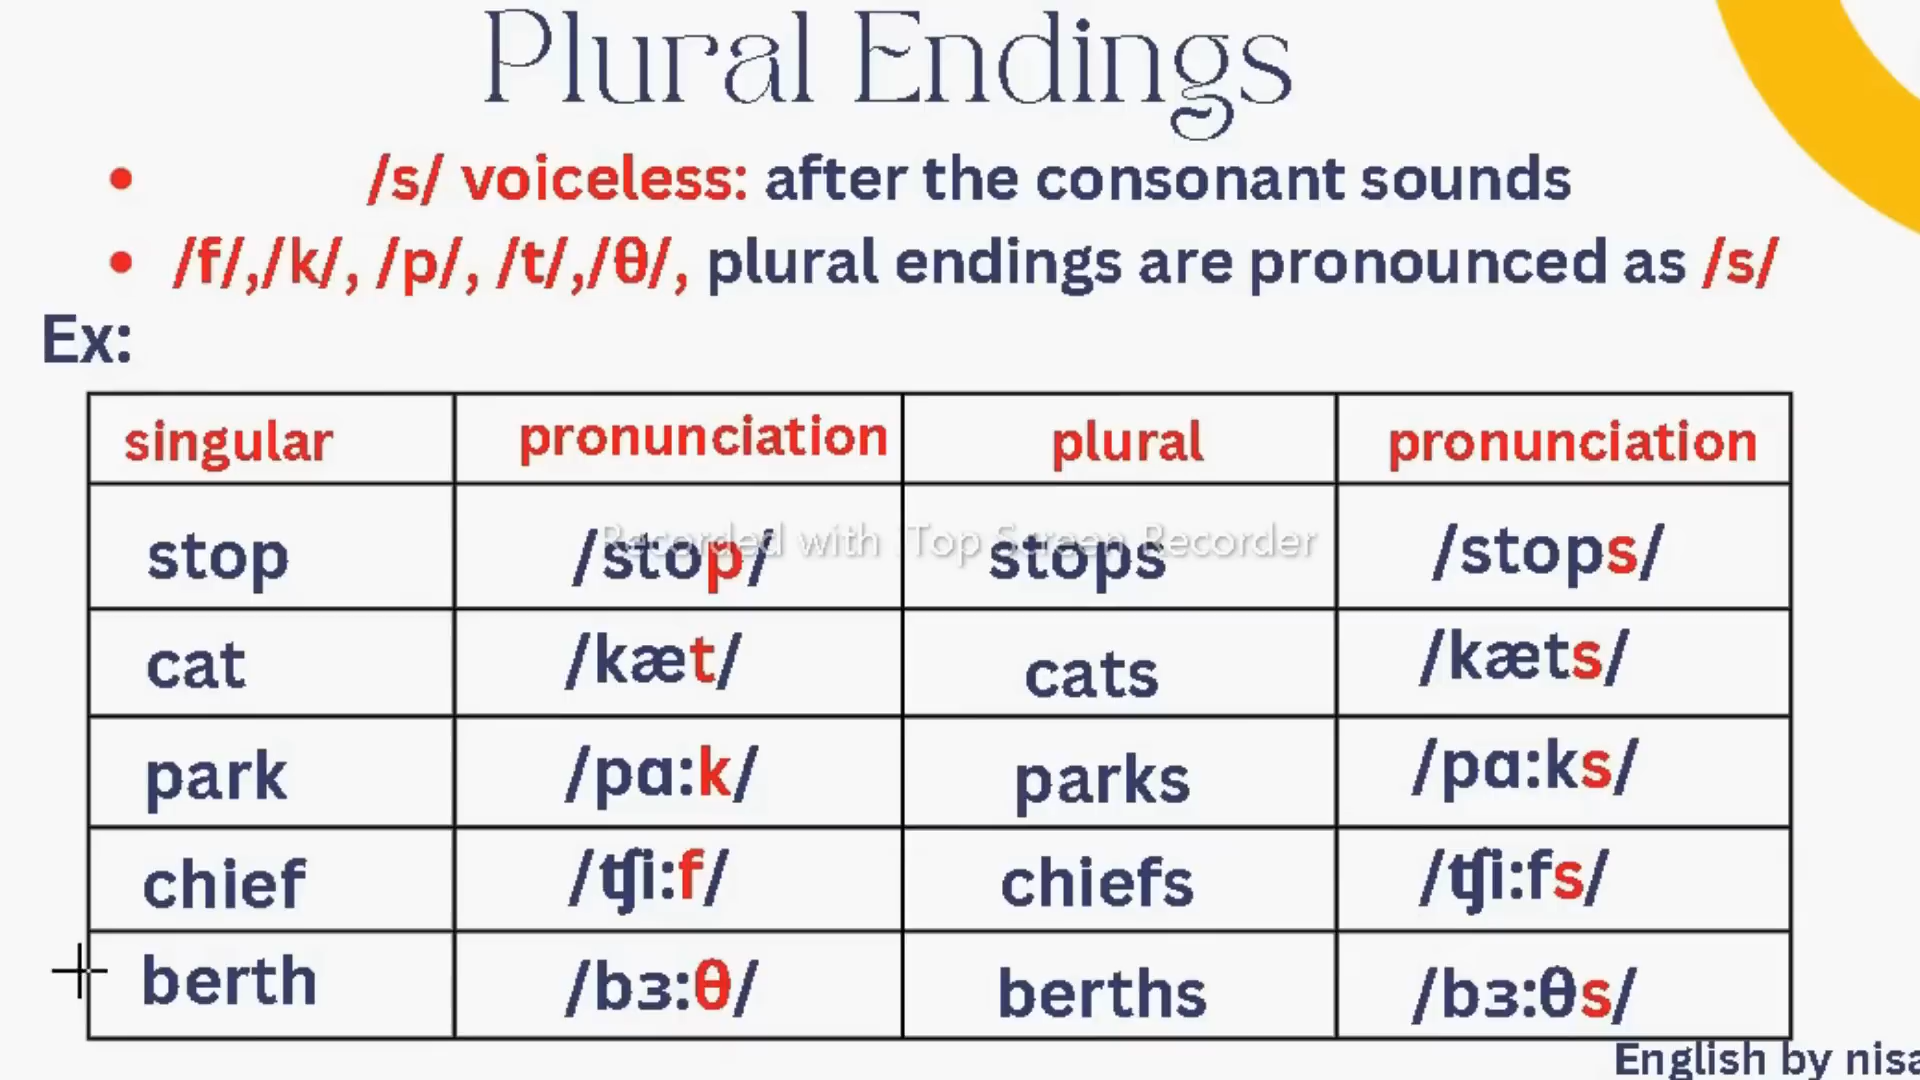 Plural Endings
• /s/ voiceless: after the consonant sounds
• /f/,/k/, /p/, /t/,/θ/, plural endings are pronounced as /s/
Ex:
singular pronunciation plural pronunciation
Recorded with iTop Screen Recorder
stop /stop/ stops /stops/
cat /kæt/ cats /kæts/
park /pɑ:k/ parks /pɑ:ks/
chief /ʧi:f/ chiefs /ʧi:fs/
berth /bɜ:θ/ berths /bɜ:θs/
English by nisa